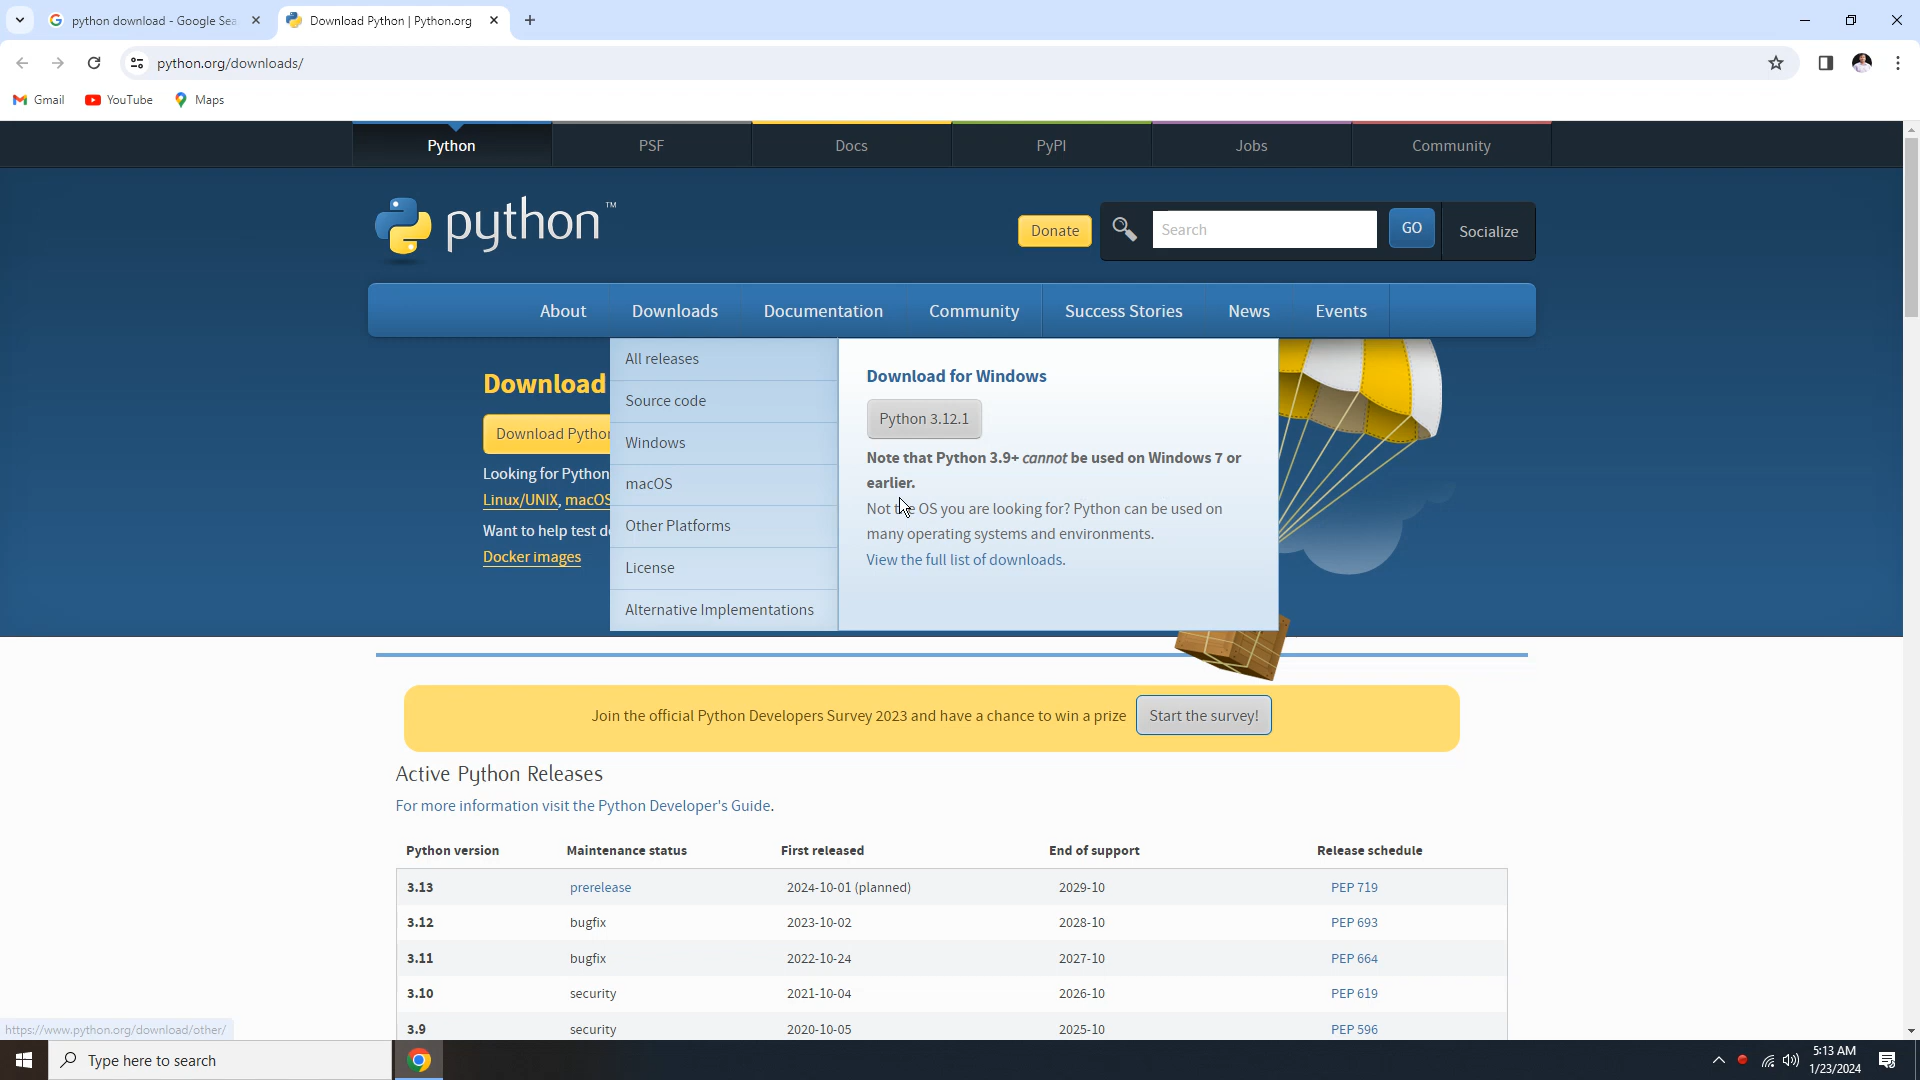 python download - Google Sea
Download Python | Python.org
python.org/downloads/
Gmail
YouTube
Maps
Python
PSF
Docs
PyPI
Jobs
Community
python™
Donate
Search
GO
Socialize
About
Downloads
Documentation
Community
Success Stories
News
Events
All releases
Source code
Windows
macOS
Other Platforms
License
Alternative Implementations
Download for Windows
Python 3.12.1
Note that Python 3.9+ cannot be used on Windows 7 or
earlier.
Not the OS you are looking for? Python can be used on
many operating systems and environments.
View the full list of downloads.
Download
Download Python
Looking for Python
Linux/UNIX, macOS
Want to help test d
Docker images
Join the official Python Developers Survey 2023 and have a chance to win a prize
Start the survey!
Active Python Releases
For more information visit the Python Developer's Guide.
Python version Maintenance status First released End of support Release schedule
3.13 prerelease 2024-10-01 (planned) 2029-10 PEP 719
3.12 bugfix 2023-10-02 2028-10 PEP 693
3.11 bugfix 2022-10-24 2027-10 PEP 664
3.10 security 2021-10-04 2026-10 PEP 619
3.9 security 2020-10-05 2025-10 PEP 596
https://www.python.org/download/other/
Type here to search
5:13 AM
1/23/2024